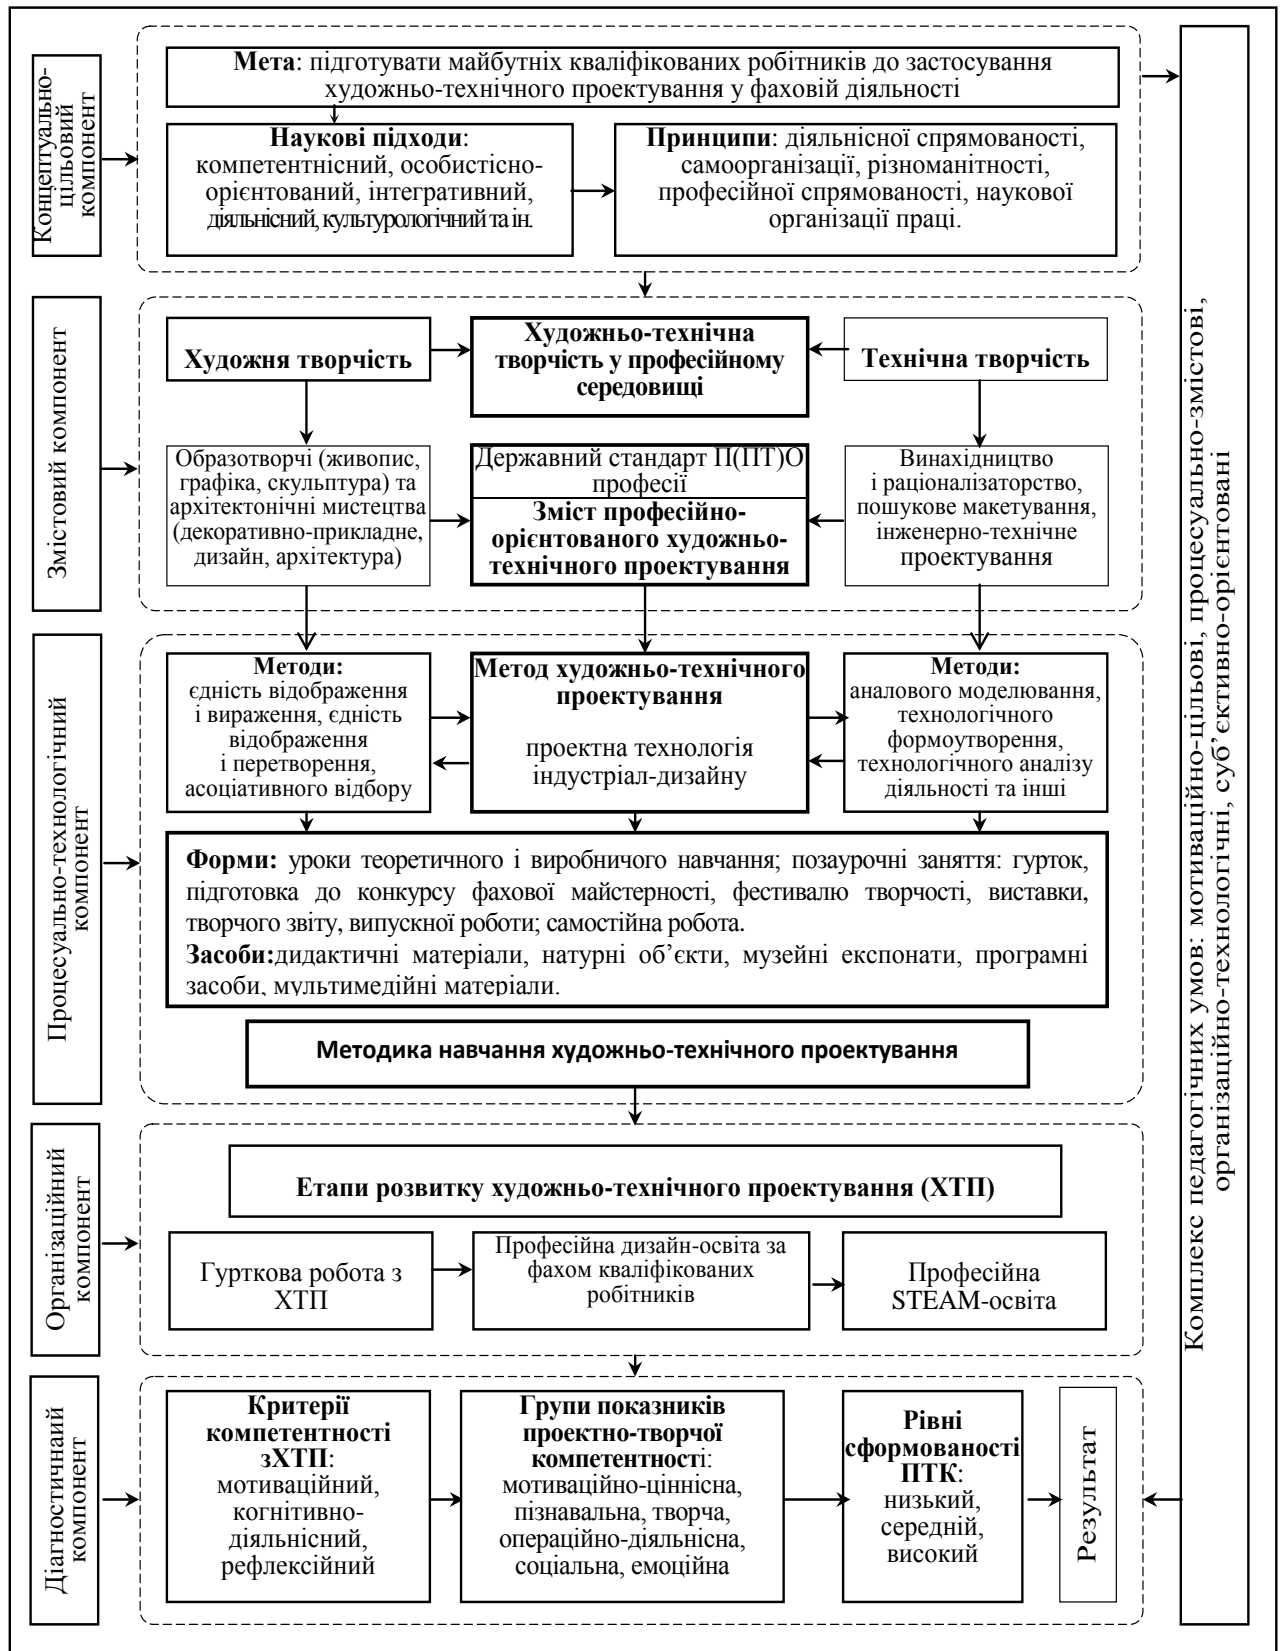 Концептуально-
цільовий
компонент
Мета: підготувати майбутніх кваліфікованих робітників до застосування
художньо-технічного проектування у фаховій діяльності
Наукові підходи:
компетентнісний, особистісно-
орієнтований, інтегративний,
діяльнісний, культурологічний та ін.
Принципи: діяльнісної спрямованості,
самоорганізації, різноманітності,
професійної спрямованості, наукової
організації праці.
Змістовий компонент
Художня творчість
Художньо-технічна
творчість у професійному
середовищі
Технічна творчість
Образотворчі (живопис,
графіка, скульптура) та
архітектонічні мистецтва
(декоративно-прикладне,
дизайн, архітектура)
Державний стандарт П(ПТ)О
професії
Зміст професійно-
орієнтованого художньо-
технічного проектування
Винахідництво
і раціоналізаторство,
пошукове макетування,
інженерно-технічне
проектування
Процесуально-технологічний
компонент
Методи:
єдність відображення
і вираження, єдність
відображення
і перетворення,
асоціативного відбору
Метод художньо-технічного
проектування
проектна технологія
індустріал-дизайну
Методи:
аналового моделювання,
технологічного
формоутворення,
технологічного аналізу
діяльності та інші
Форми: уроки теоретичного і виробничого навчання; позаурочні заняття: гурток,
підготовка до конкурсу фахової майстерності, фестивалю творчості, виставки,
творчого звіту, випускної роботи; самостійна робота.
Засоби:дидактичні матеріали, натурні об’єкти, музейні експонати, програмні
засоби, мультимедійні матеріали.
Методика навчання художньо-технічного проектування
Організаційний
компонент
Етапи розвитку художньо-технічного проектування (ХТП)
Гурткова робота з
ХТП
Професійна дизайн-освіта за
фахом кваліфікованих
робітників
Професійна
STEAM-освіта
Діагностичнаий
компонент
Критерії
компетентності
зХТП:
мотиваційний,
когнітивно-
діяльнісний,
рефлексійний
Групи показників
проектно-творчої
компетентності:
мотиваційно-ціннісна,
пізнавальна, творча,
операційно-діяльнісна,
соціальна, емоційна
Рівні
сформованості
ПТК:
низький,
середній,
високий
Результат
Комплекс педагогічних умов: мотиваційно-цільові, процесуально-змістові,
організаційно-технологічні, суб’єктивно-орієнтовані